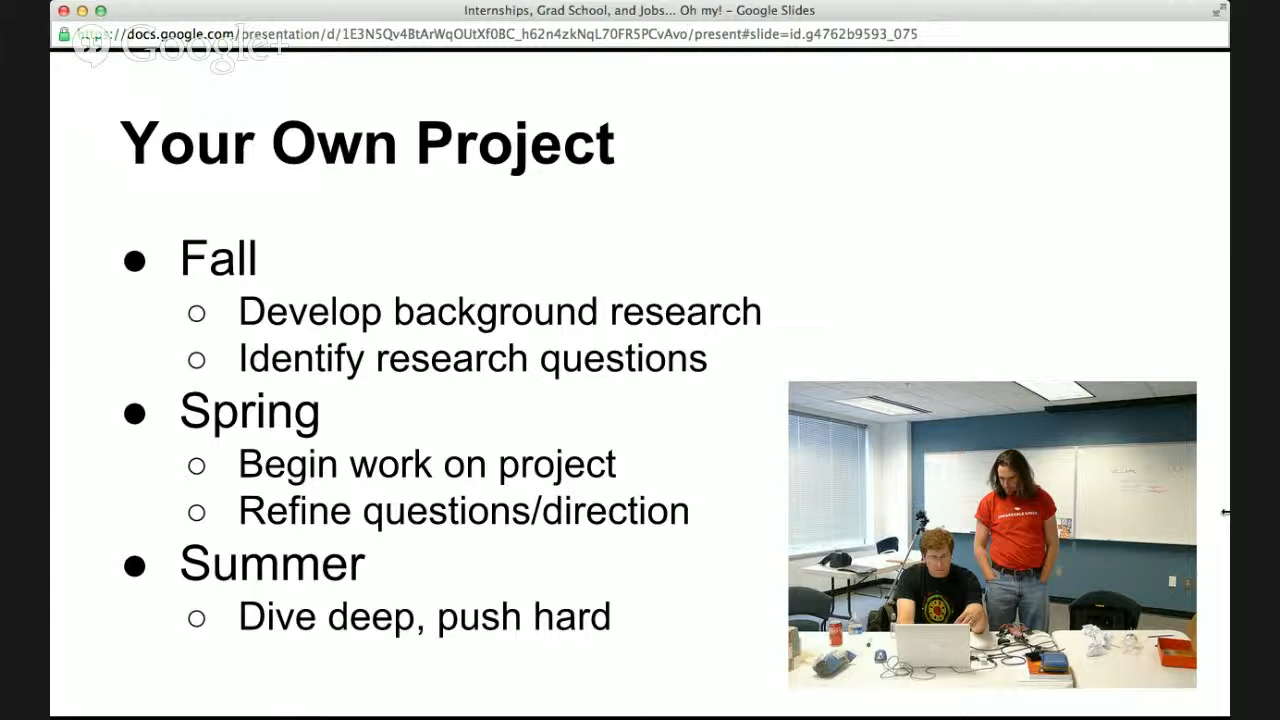 Internships, Grad School, and Jobs... Oh my! – Google Slides
https://docs.google.com/presentation/d/1E3N5Qv4BtArWqOUtXf0BC_h62n4zkNqL70FR5PCvAvo/present#slide=id.g4762b9593_075
Google+
Your Own Project
● Fall
○ Develop background research
○ Identify research questions
● Spring
○ Begin work on project
○ Refine questions/direction
● Summer
○ Dive deep, push hard